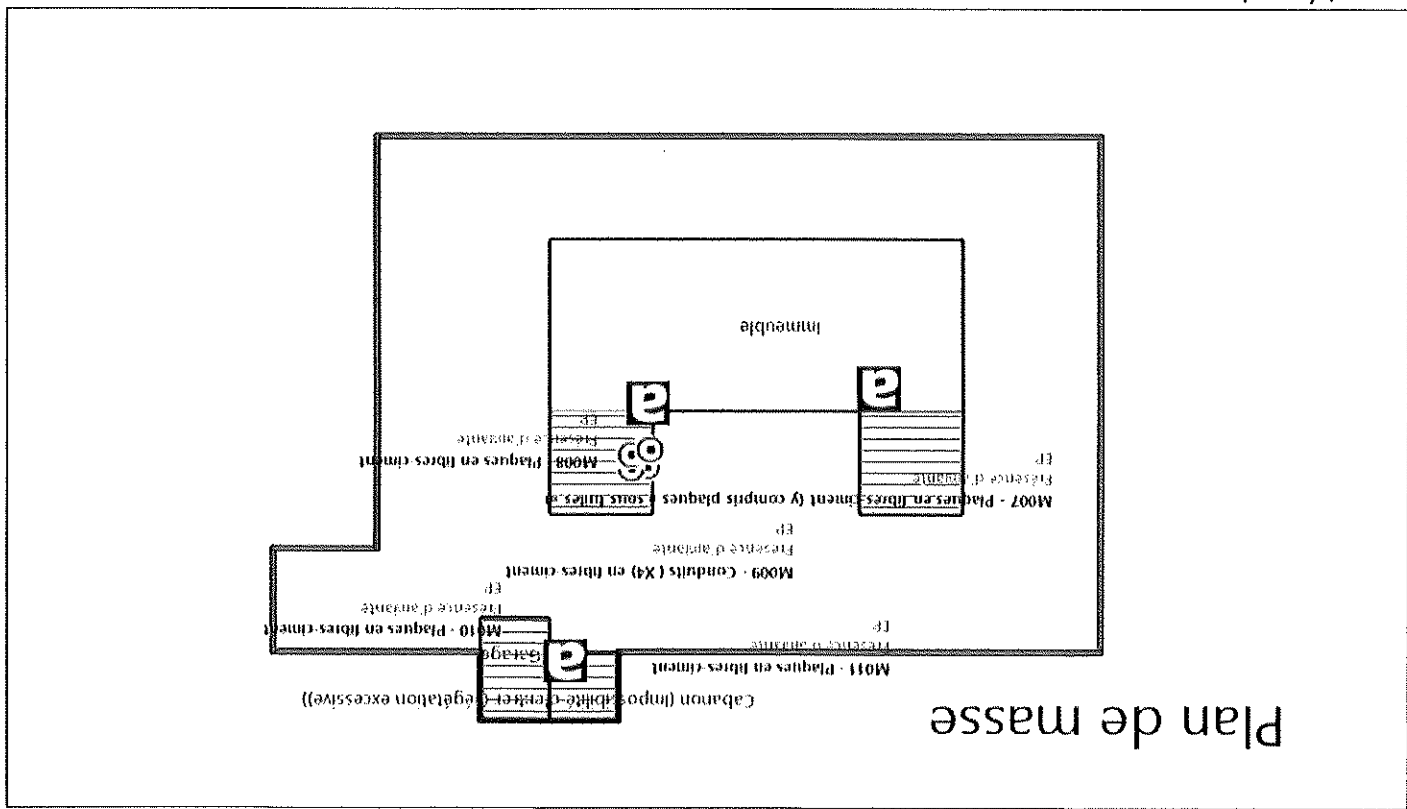 Plan de masse
Cabanon (Impossibilité d'entrer (végétation excessive))
M011 - Plaques en fibres-ciment
Présence d'amiante
EP
Garage
a
M010 - Plaques en fibres-ciment
Présence d'amiante
EP
M009 - Conduits ( X4) en fibres ciment
Présence d'amiante
EP
M007 - Plaques en fibres-ciment (y compris plaques « sous tuiles »)
Présence d'amiante
EP
M008 - Plaques en fibres-ciment
Présence d'amiante
EP
a
a
Immeuble